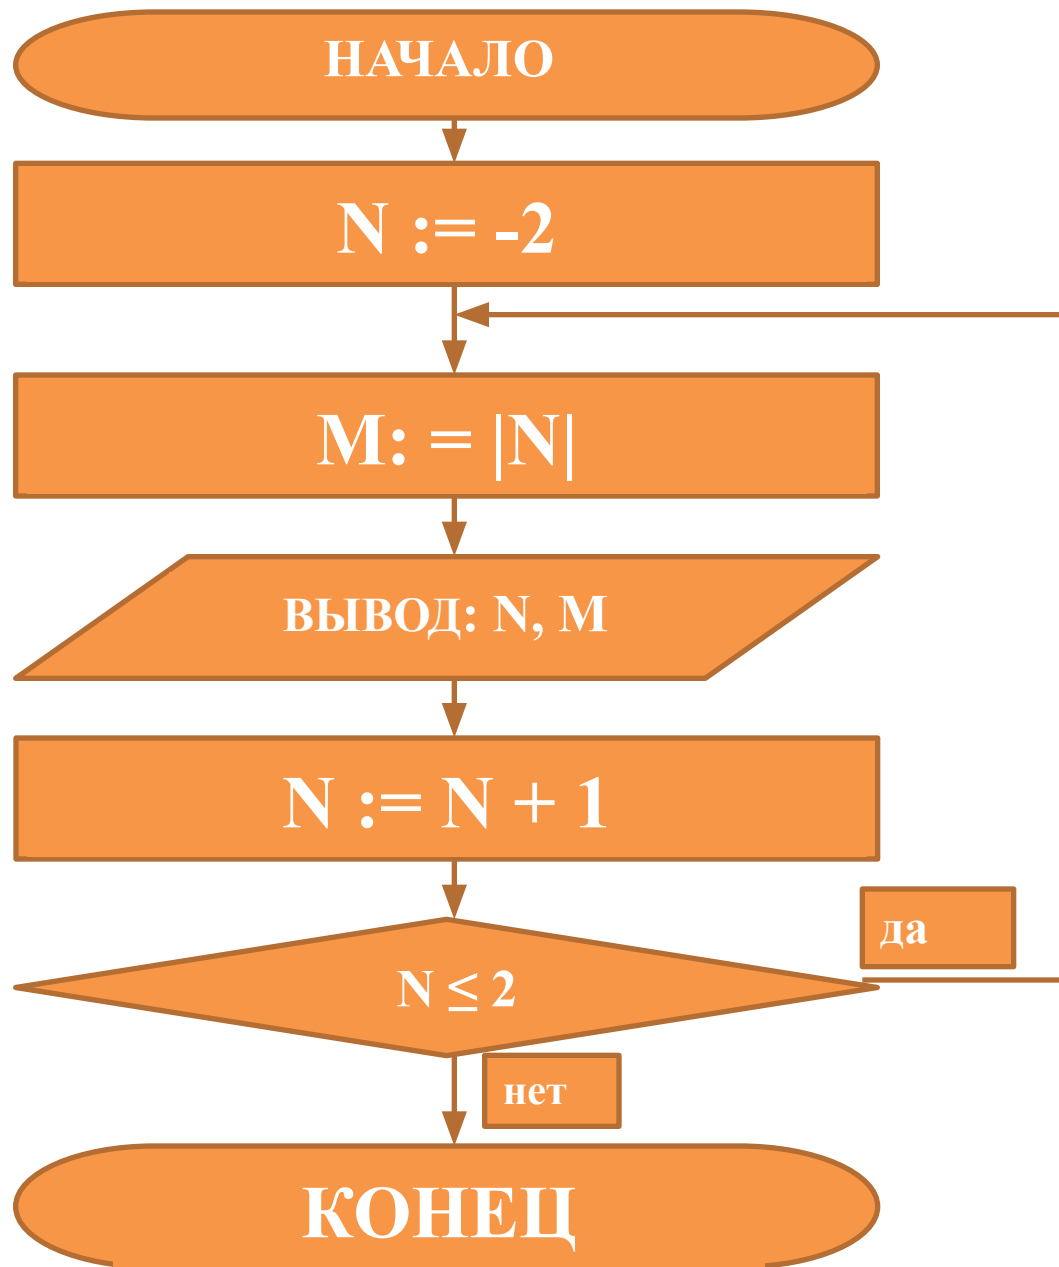 НАЧАЛО
N := -2
M: = |N|
ВЫВОД: N, M
N := N + 1
да
N ≤ 2
нет
КОНЕЦ